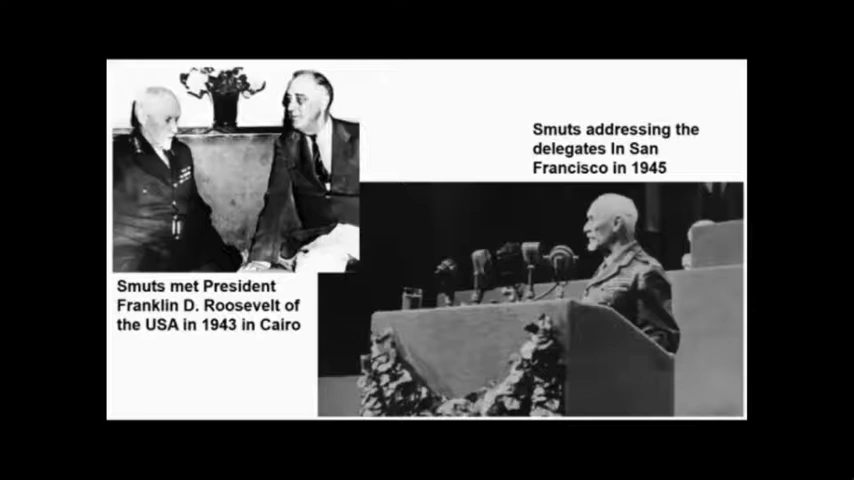 Smuts addressing the
delegates In San
Francisco in 1945
Smuts met President
Franklin D. Roosevelt of
the USA in 1943 in Cairo